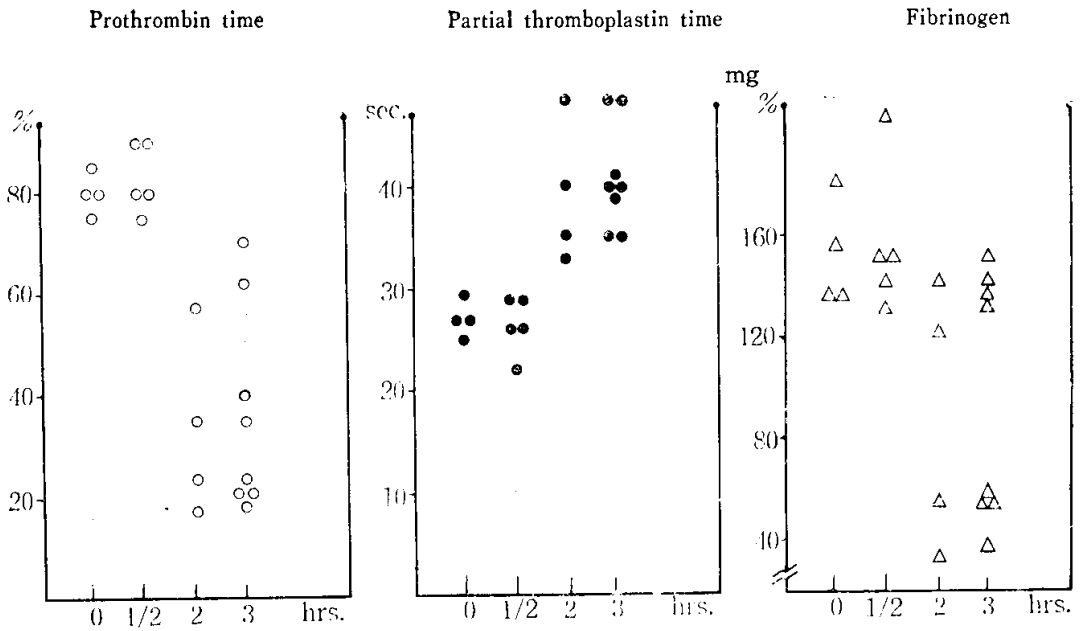 Prothrombin time
Partial thromboplastin time
Fibrinogen
%
80
60
40
20
0 1/2 2 3 hrs.
sec.
40
30
20
10
0 1/2 2 3 hrs.
mg
%
160
120
80
40
0 1/2 2 3 hrs.